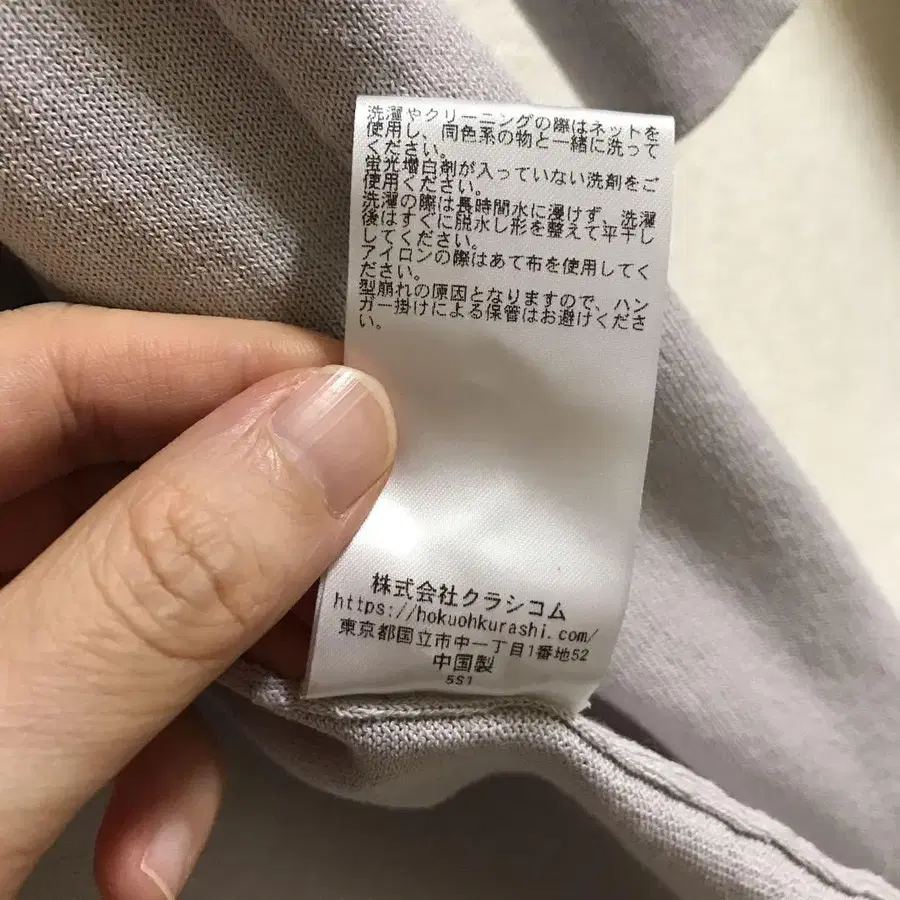 洗濯やクリーニングの際はネットを
使用し、同色系の物と一緒に洗って
ください。
蛍光増白剤が入っていない洗剤をご
使用ください。
洗濯の際は長時間水に浸けず、洗濯
後はすぐに脱水し形を整えて平干し
してください。
アイロンの際はあて布を使用してく
ださい。
型崩れの原因となりますので、ハン
ガー掛けによる保管はお避けくださ
い。
株式会社クラシコム
https://hokuohkurashi.com/
東京都国立市中一丁目1番地52
中国製
5S1